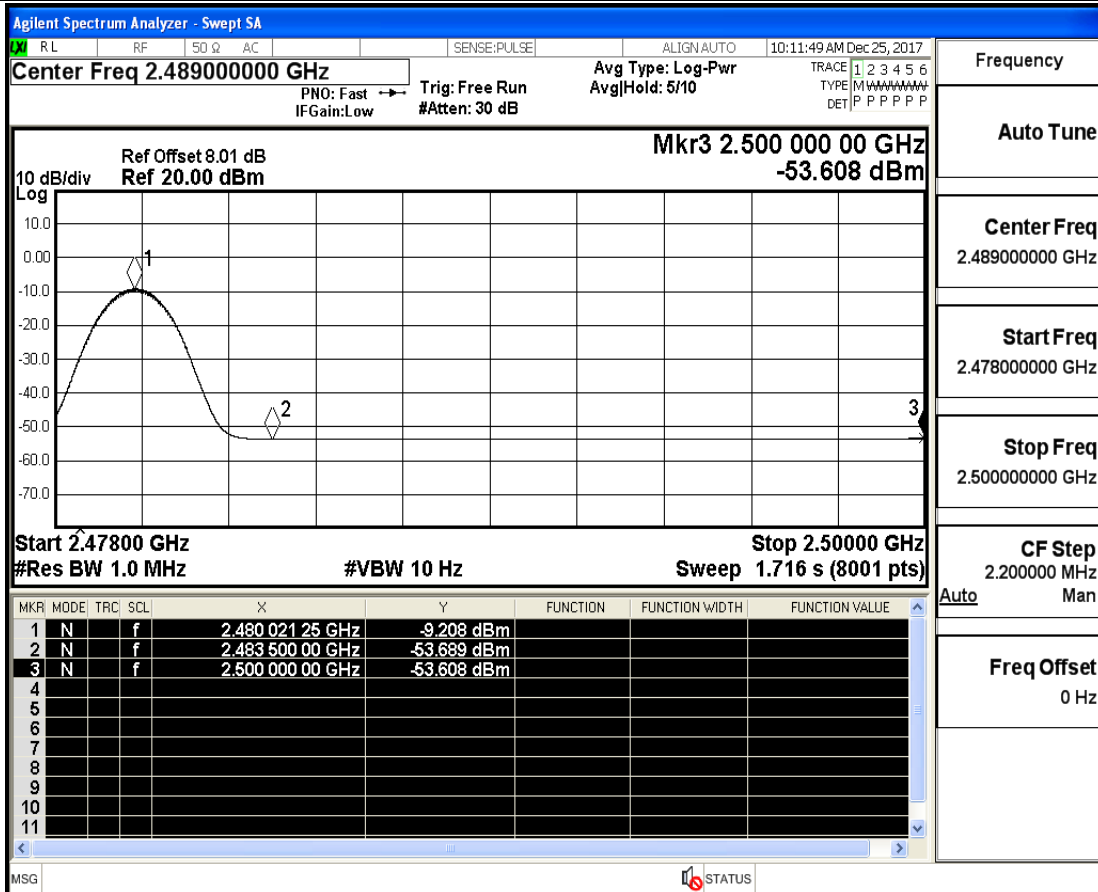 Agilent Spectrum Analyzer - Swept SA
LXI RL RF 50 Ω AC SENSE:PULSE ALIGN AUTO 10:11:49 AM Dec 25, 2017
Center Freq 2.489000000 GHz
PNO: Fast
IFGain:Low
Trig: Free Run
#Atten: 30 dB
Avg Type: Log-Pwr
Avg|Hold: 5/10
TRACE 1 2 3 4 5 6
TYPE M WWWWW
DET P P P P P P
Ref Offset 8.01 dB
10 dB/div Ref 20.00 dBm
Log
Mkr3 2.500 000 00 GHz
-53.608 dBm
10.0
0.00
-10.0
-20.0
-30.0
-40.0
-50.0
-60.0
-70.0
1
2
3
Start 2.47800 GHz Stop 2.50000 GHz
#Res BW 1.0 MHz #VBW 10 Hz Sweep 1.716 s (8001 pts)
MKR MODE TRC SCL X Y FUNCTION FUNCTION WIDTH FUNCTION VALUE
1 N f 2.480 021 25 GHz -9.208 dBm
2 N f 2.483 500 00 GHz -53.689 dBm
3 N f 2.500 000 00 GHz -53.608 dBm
4
5
6
7
8
9
10
11
MSG STATUS
Frequency
Auto Tune
Center Freq
2.489000000 GHz
Start Freq
2.478000000 GHz
Stop Freq
2.500000000 GHz
CF Step
2.200000 MHz
Auto Man
Freq Offset
0 Hz